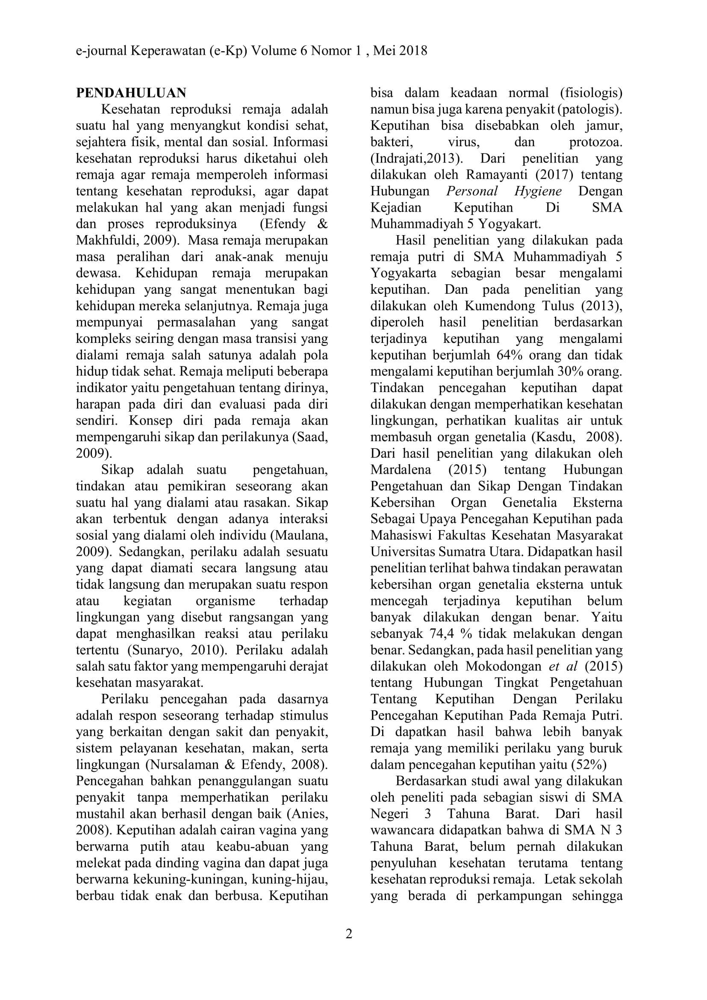 e-journal Keperawatan (e-Kp) Volume 6 Nomor 1 , Mei 2018
PENDAHULUAN
Kesehatan reproduksi remaja adalah
suatu hal yang menyangkut kondisi sehat,
sejahtera fisik, mental dan sosial. Informasi
kesehatan reproduksi harus diketahui oleh
remaja agar remaja memperoleh informasi
tentang kesehatan reproduksi, agar dapat
melakukan hal yang akan menjadi fungsi
dan proses reproduksinya (Efendy &
Makhfuldi, 2009). Masa remaja merupakan
masa peralihan dari anak-anak menuju
dewasa. Kehidupan remaja merupakan
kehidupan yang sangat menentukan bagi
kehidupan mereka selanjutnya. Remaja juga
mempunyai permasalahan yang sangat
kompleks seiring dengan masa transisi yang
dialami remaja salah satunya adalah pola
hidup tidak sehat. Remaja meliputi beberapa
indikator yaitu pengetahuan tentang dirinya,
harapan pada diri dan evaluasi pada diri
sendiri. Konsep diri pada remaja akan
mempengaruhi sikap dan perilakunya (Saad,
2009).
Sikap adalah suatu pengetahuan,
tindakan atau pemikiran seseorang akan
suatu hal yang dialami atau rasakan. Sikap
akan terbentuk dengan adanya interaksi
sosial yang dialami oleh individu (Maulana,
2009). Sedangkan, perilaku adalah sesuatu
yang dapat diamati secara langsung atau
tidak langsung dan merupakan suatu respon
atau kegiatan organisme terhadap
lingkungan yang disebut rangsangan yang
dapat menghasilkan reaksi atau perilaku
tertentu (Sunaryo, 2010). Perilaku adalah
salah satu faktor yang mempengaruhi derajat
kesehatan masyarakat.
Perilaku pencegahan pada dasarnya
adalah respon seseorang terhadap stimulus
yang berkaitan dengan sakit dan penyakit,
sistem pelayanan kesehatan, makan, serta
lingkungan (Nursalaman & Efendy, 2008).
Pencegahan bahkan penanggulangan suatu
penyakit tanpa memperhatikan perilaku
mustahil akan berhasil dengan baik (Anies,
2008). Keputihan adalah cairan vagina yang
berwarna putih atau keabu-abuan yang
melekat pada dinding vagina dan dapat juga
berwarna kekuning-kuningan, kuning-hijau,
berbau tidak enak dan berbusa. Keputihan
bisa dalam keadaan normal (fisiologis)
namun bisa juga karena penyakit (patologis).
Keputihan bisa disebabkan oleh jamur,
bakteri, virus, dan protozoa.
(Indrajati,2013). Dari penelitian yang
dilakukan oleh Ramayanti (2017) tentang
Hubungan Personal Hygiene Dengan
Kejadian Keputihan Di SMA
Muhammadiyah 5 Yogyakart.
Hasil penelitian yang dilakukan pada
remaja putri di SMA Muhammadiyah 5
Yogyakarta sebagian besar mengalami
keputihan. Dan pada penelitian yang
dilakukan oleh Kumendong Tulus (2013),
diperoleh hasil penelitian berdasarkan
terjadinya keputihan yang mengalami
keputihan berjumlah 64% orang dan tidak
mengalami keputihan berjumlah 30% orang.
Tindakan pencegahan keputihan dapat
dilakukan dengan memperhatikan kesehatan
lingkungan, perhatikan kualitas air untuk
membasuh organ genetalia (Kasdu, 2008).
Dari hasil penelitian yang dilakukan oleh
Mardalena (2015) tentang Hubungan
Pengetahuan dan Sikap Dengan Tindakan
Kebersihan Organ Genetalia Eksterna
Sebagai Upaya Pencegahan Keputihan pada
Mahasiswi Fakultas Kesehatan Masyarakat
Universitas Sumatra Utara. Didapatkan hasil
penelitian terlihat bahwa tindakan perawatan
kebersihan organ genetalia eksterna untuk
mencegah terjadinya keputihan belum
banyak dilakukan dengan benar. Yaitu
sebanyak 74,4 % tidak melakukan dengan
benar. Sedangkan, pada hasil penelitian yang
dilakukan oleh Mokodongan et al (2015)
tentang Hubungan Tingkat Pengetahuan
Tentang Keputihan Dengan Perilaku
Pencegahan Keputihan Pada Remaja Putri.
Di dapatkan hasil bahwa lebih banyak
remaja yang memiliki perilaku yang buruk
dalam pencegahan keputihan yaitu (52%)
Berdasarkan studi awal yang dilakukan
oleh peneliti pada sebagian siswi di SMA
Negeri 3 Tahuna Barat. Dari hasil
wawancara didapatkan bahwa di SMA N 3
Tahuna Barat, belum pernah dilakukan
penyuluhan kesehatan terutama tentang
kesehatan reproduksi remaja. Letak sekolah
yang berada di perkampungan sehingga
2